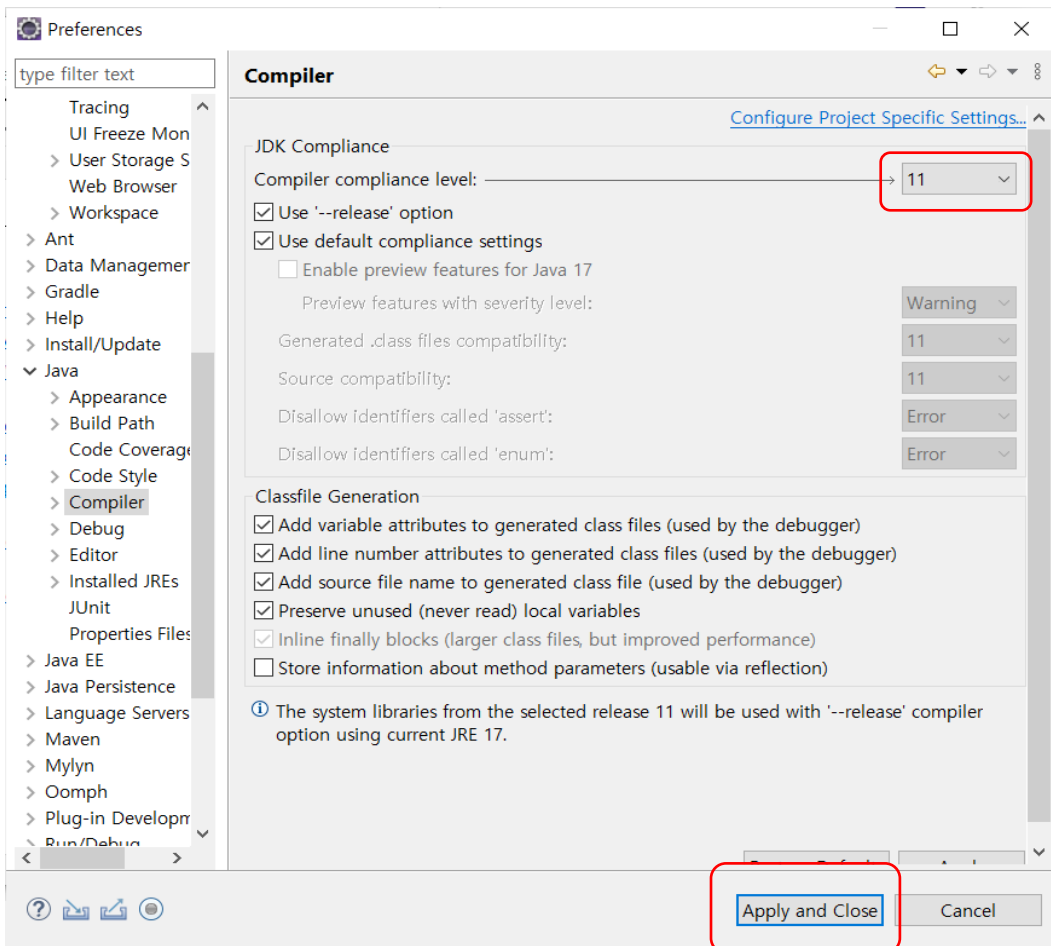 Preferences
type filter text
Tracing
UI Freeze Mon
User Storage S
Web Browser
Workspace
Ant
Data Managemer
Gradle
Help
Install/Update
Java
Appearance
Build Path
Code Coverage
Code Style
Compiler
Debug
Editor
Installed JREs
JUnit
Properties Files
Java EE
Java Persistence
Language Servers
Maven
Mylyn
Oomph
Plug-in Developm
Run/Debug
Compiler
Configure Project Specific Settings...
JDK Compliance
Compiler compliance level: 11
Use '--release' option
Use default compliance settings
Enable preview features for Java 17
Preview features with severity level: Warning
Generated .class files compatibility: 11
Source compatibility: 11
Disallow identifiers called 'assert': Error
Disallow identifiers called 'enum': Error
Classfile Generation
Add variable attributes to generated class files (used by the debugger)
Add line number attributes to generated class files (used by the debugger)
Add source file name to generated class file (used by the debugger)
Preserve unused (never read) local variables
Inline finally blocks (larger class files, but improved performance)
Store information about method parameters (usable via reflection)
The system libraries from the selected release 11 will be used with '--release' compiler
option using current JRE 17.
Apply and Close Cancel